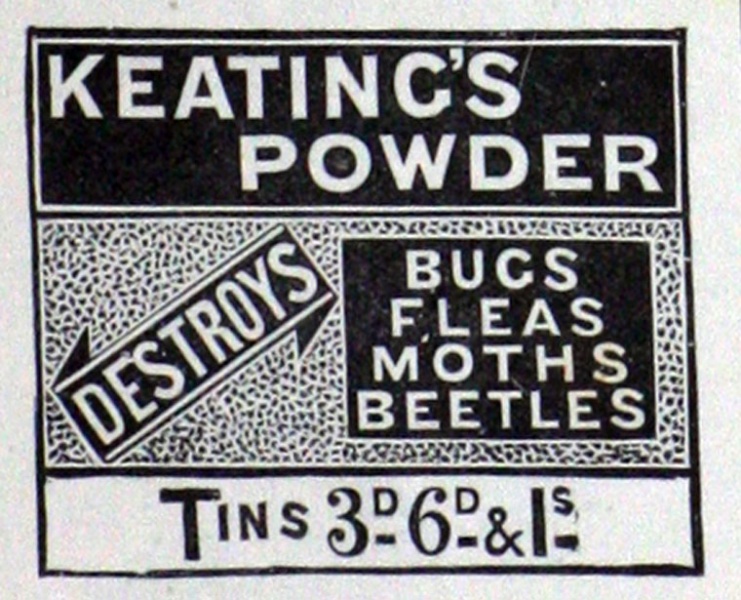 KEATING'S
POWDER
DESTROYS
BUGS
FLEAS
MOTHS
BEETLES
TINS 3D 6D & 1S